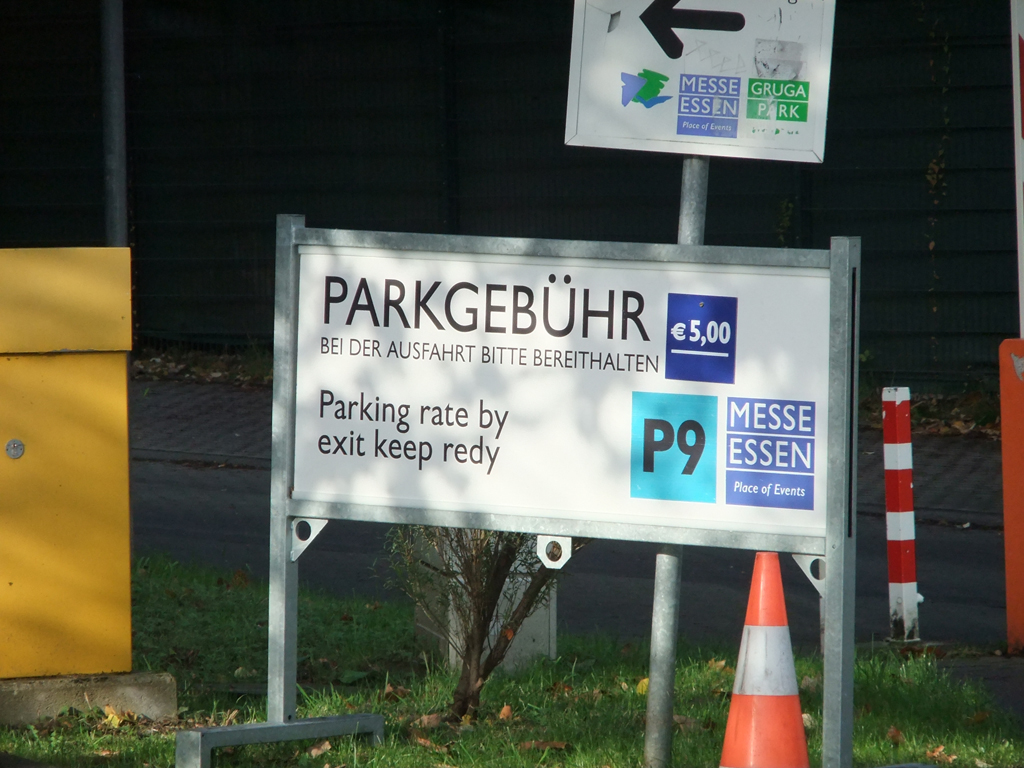 MESSE
ESSEN
Place of Events
GRUGA
PARK
PARKGEBÜHR
€ 5,00
BEI DER AUSFAHRT BITTE BEREITHALTEN
Parking rate by
exit keep redy
P9
MESSE
ESSEN
Place of Events